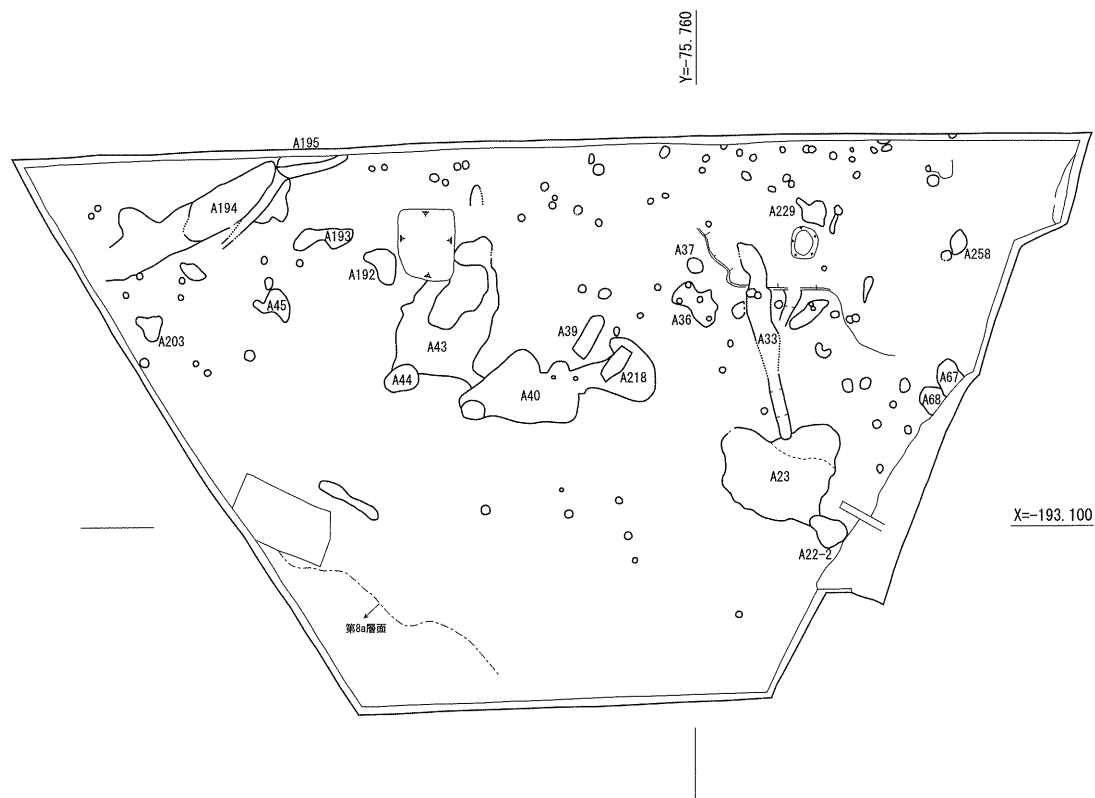 Y=-75.760
A195
A194
A229
A193
A37
A258
A192
A45
A36
A203
A39
A33
A43
A44
A218
A67
A40
A68
A23
X=-193.100
A22-2
第8a層面